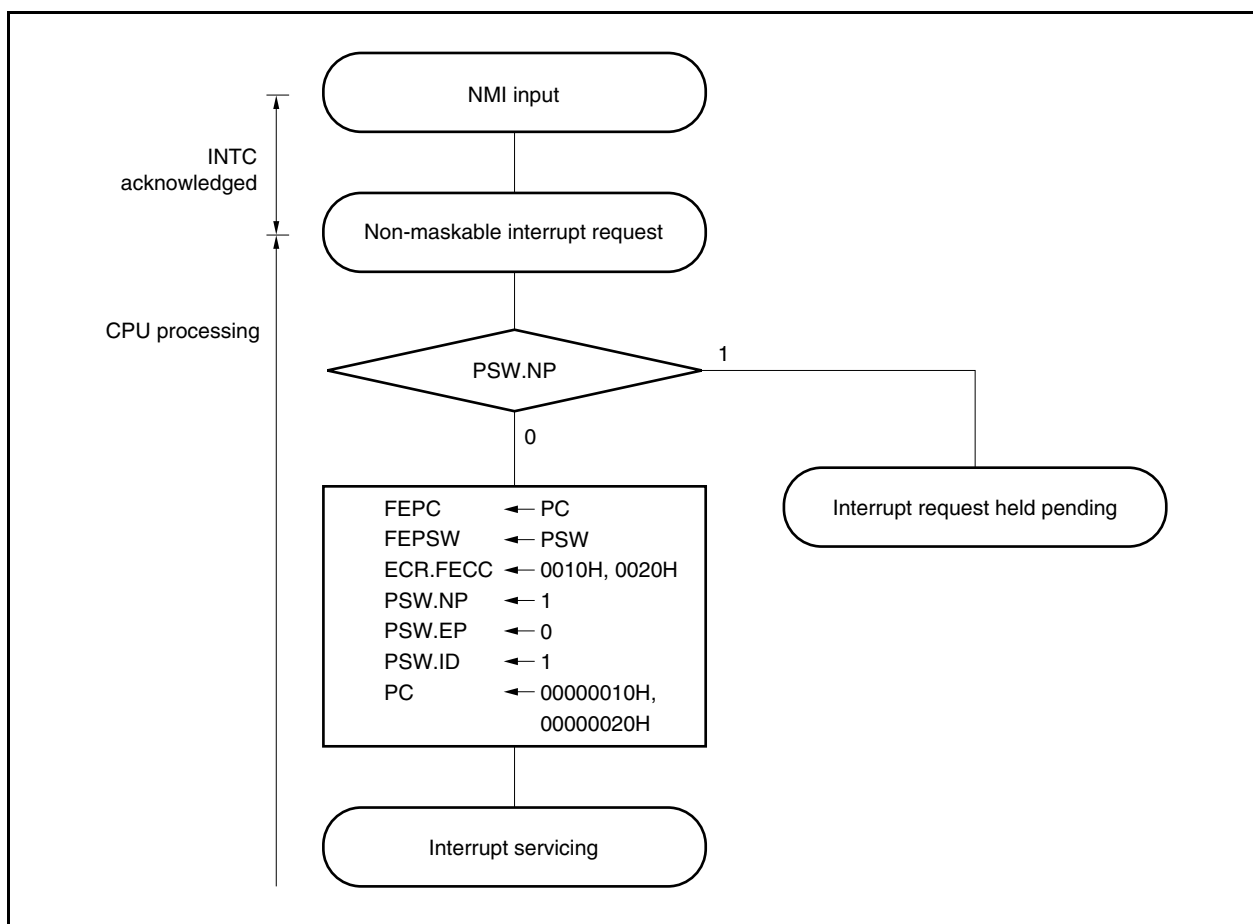 NMI input
INTC
acknowledged
Non-maskable interrupt request
CPU processing
PSW.NP
1
0
FEPC ← PC
FEPSW ← PSW
ECR.FECC ← 0010H, 0020H
PSW.NP ← 1
PSW.EP ← 0
PSW.ID ← 1
PC ← 00000010H,
00000020H
Interrupt request held pending
Interrupt servicing